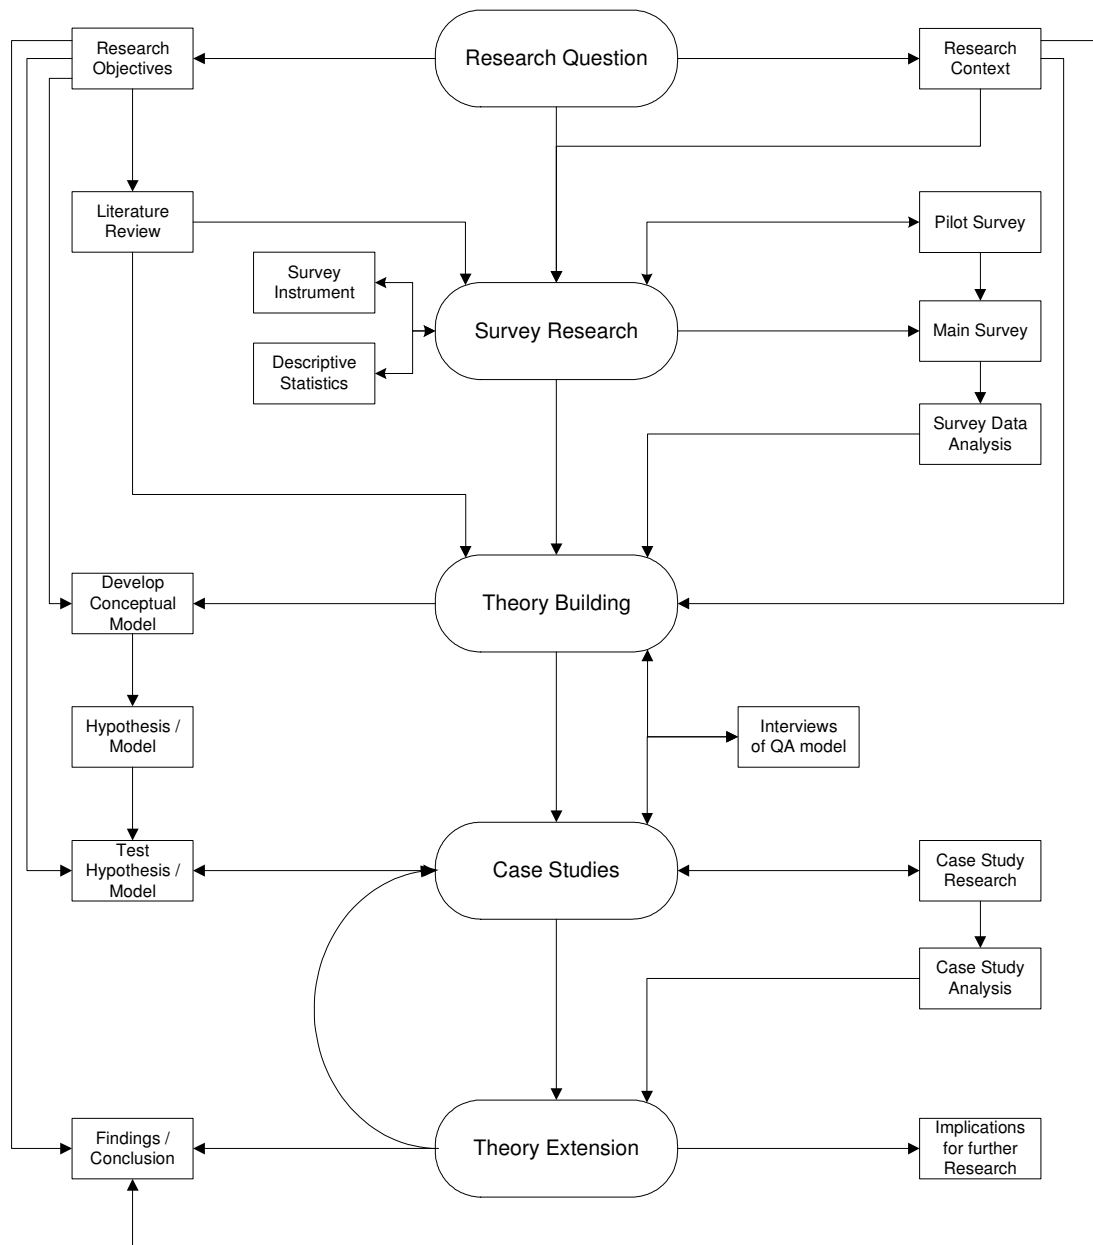 Research
Objectives
Research Question
Research
Context
Literature
Review
Pilot Survey
Survey
Instrument
Survey Research
Main Survey
Descriptive
Statistics
Survey Data
Analysis
Develop
Conceptual
Model
Theory Building
Hypothesis /
Model
Interviews
of QA model
Test
Hypothesis /
Model
Case Studies
Case Study
Research
Case Study
Analysis
Findings /
Conclusion
Theory Extension
Implications
for further
Research